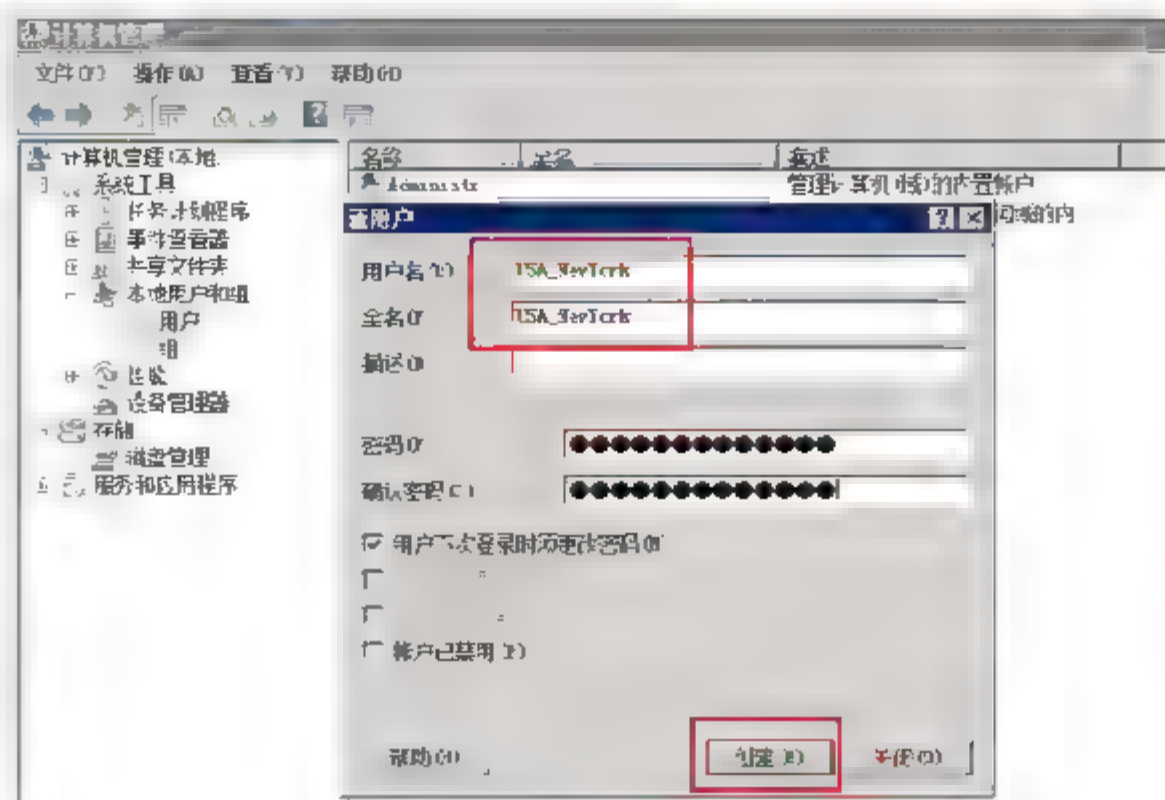 计算机管理
文件(F) 操作(A) 查看(V) 帮助(H)
计算机管理(本地
系统工具
任务计划程序
事件查看器
共享文件夹
本地用户和组
用户
组
性能
设备管理器
存储
磁盘管理
服务和应用程序
名称 全名 描述
Administr 管理计算机(域)的内置帐户
问或的内
新用户
用户名(U) USA_NewYork
全名(F) USA_NewYork
描述(D)
密码(P) ●●●●●●●●●●●●●
确认密码(C) ●●●●●●●●●●●●●
用户下次登录时须更改密码(M)
帐户已禁用(B)
帮助(H) 创建(E) 关闭(O)